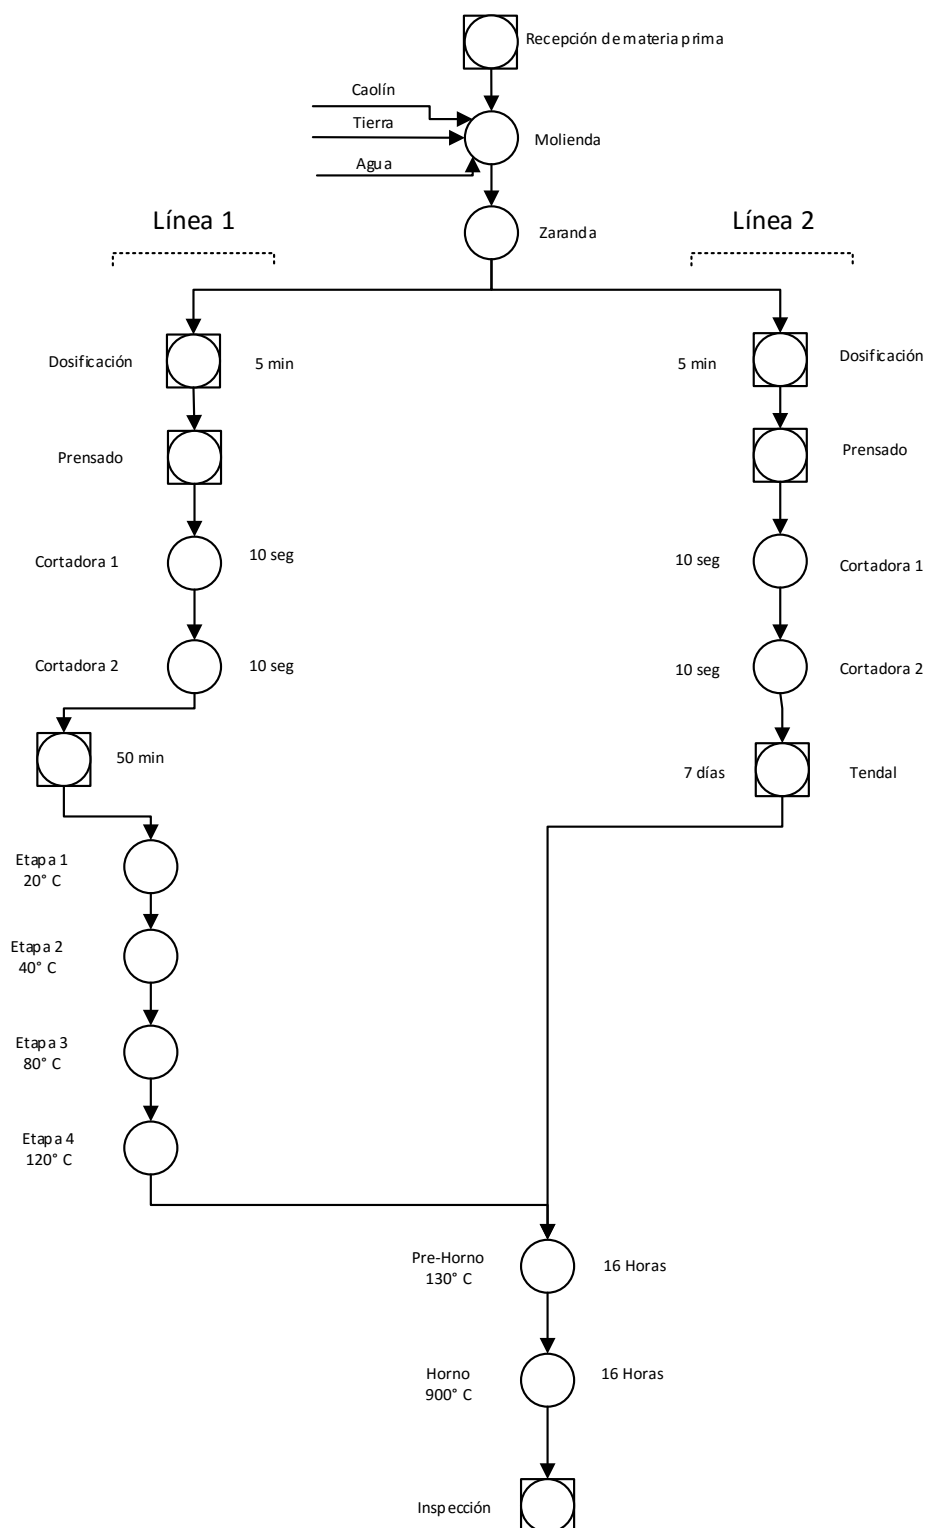 Recepción de materia prima
Caolín
Tierra
Molienda
Agua
Línea 1
Línea 2
Zaranda
Dosificación
5 min
5 min
Dosificación
Prensado
Prensado
Cortadora 1
10 seg
10 seg
Cortadora 1
Cortadora 2
10 seg
10 seg
Cortadora 2
50 min
7 días
Tendal
Etapa 1
20° C
Etapa 2
40° C
Etapa 3
80° C
Etapa 4
120° C
Pre-Horno
130° C
16 Horas
Horno
900° C
16 Horas
Inspección